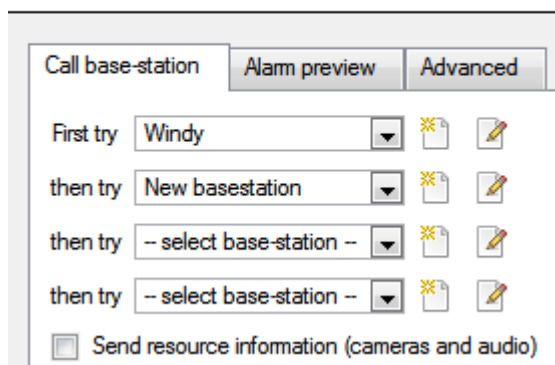 Call base-station Alarm preview Advanced
First try Windy
then try New basestation
then try -- select base-station --
then try -- select base-station --
Send resource information (cameras and audio)